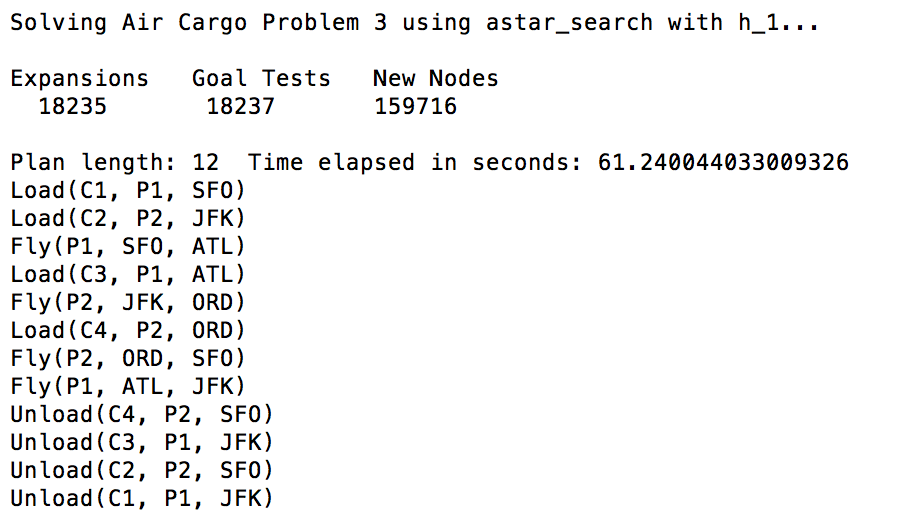 Solving Air Cargo Problem 3 using astar_search with h_1...
Expansions   Goal Tests   New Nodes
18235       18237       159716
Plan length: 12  Time elapsed in seconds: 61.240044033009326
Load(C1, P1, SFO)
Load(C2, P2, JFK)
Fly(P1, SFO, ATL)
Load(C3, P1, ATL)
Fly(P2, JFK, ORD)
Load(C4, P2, ORD)
Fly(P2, ORD, SFO)
Fly(P1, ATL, JFK)
Unload(C4, P2, SFO)
Unload(C3, P1, JFK)
Unload(C2, P2, SFO)
Unload(C1, P1, JFK)